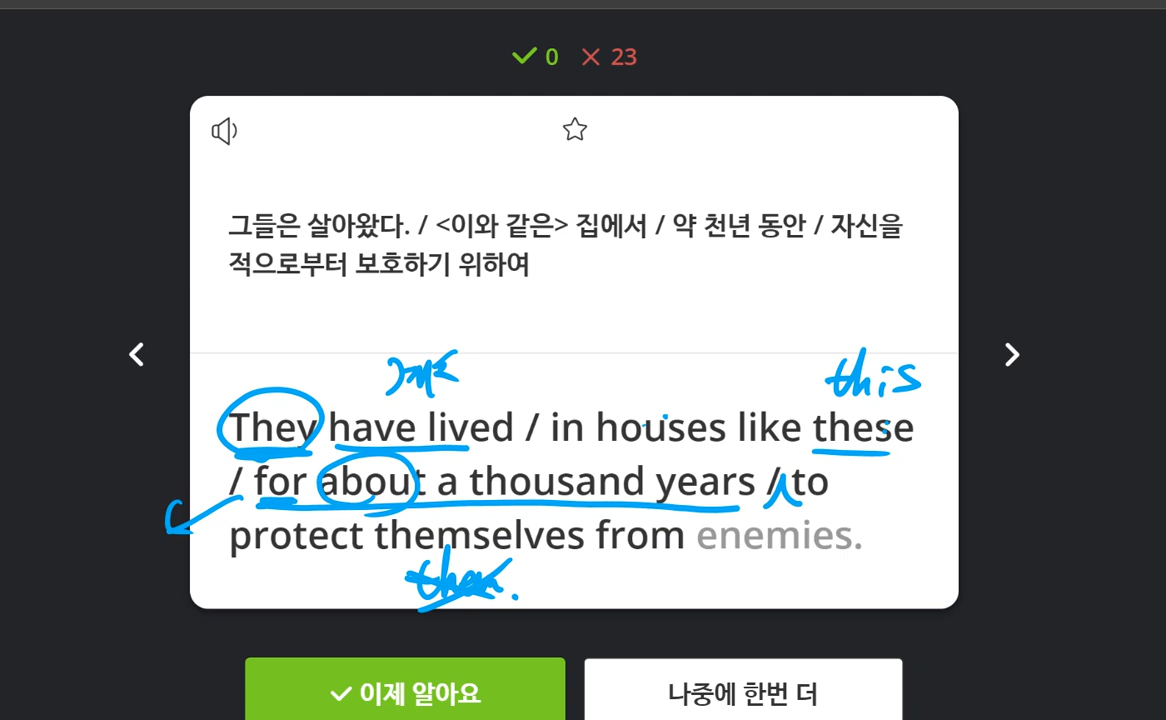 0 23
그들은 살아왔다. / <이와 같은> 집에서 / 약 천년 동안 / 자신을
적으로부터 보호하기 위하여
this
They have lived / in houses like these
/ for about a thousand years / to
protect themselves from enemies.
them.
이제 알아요 나중에 한번 더